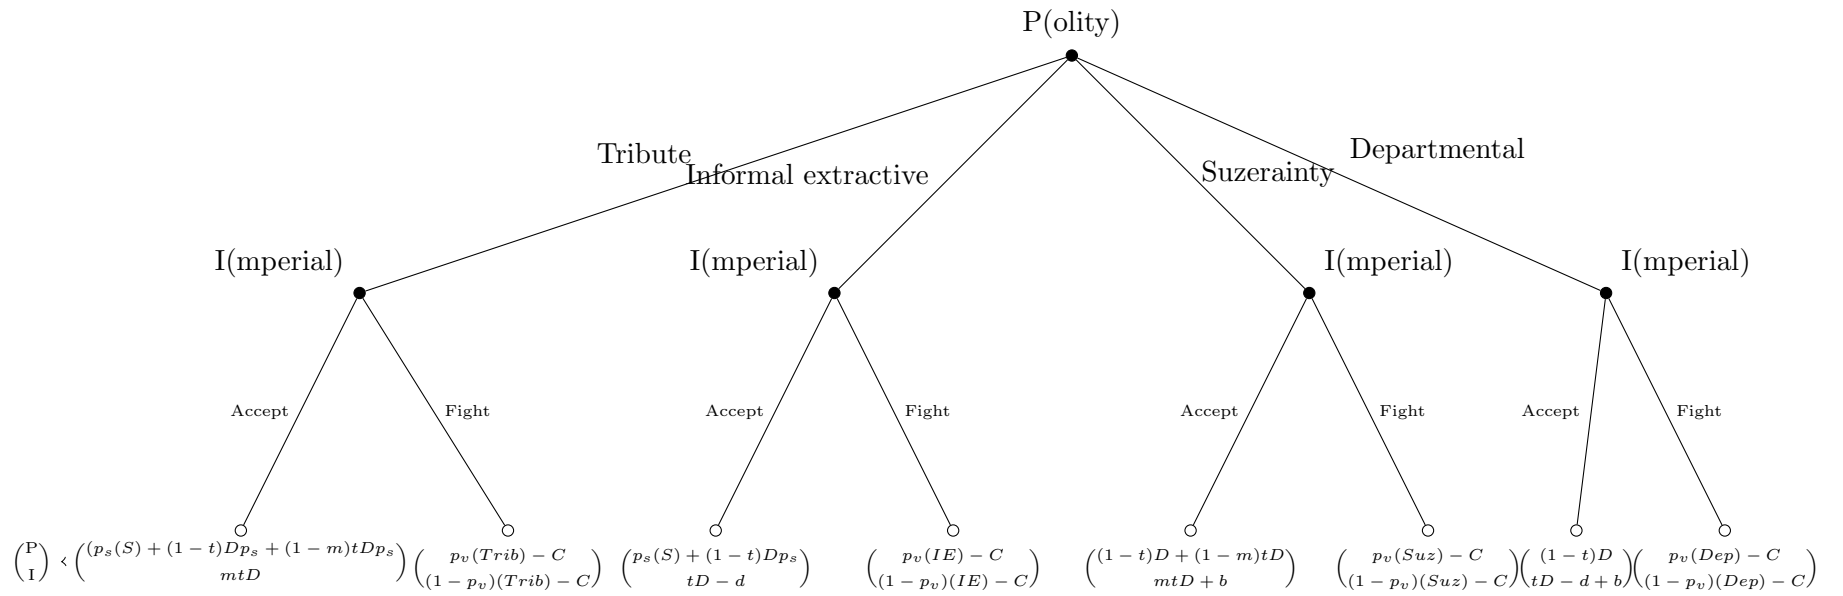 P(olity)
Tribute
Informal extractive
Suzerainty
Departmental
I(mperial)
I(mperial)
I(mperial)
I(mperial)
Accept
Fight
Accept
Fight
Accept
Fight
Accept
Fight
(P
I) ‹ ((p_s(S) + (1 − t)Dp_s + (1 − m)tDp_s
mtD)
(p_v(Trib) − C
(1 − p_v)(Trib) − C)
(p_s(S) + (1 − t)Dp_s
tD − d)
(p_v(IE) − C
(1 − p_v)(IE) − C)
((1 − t)D + (1 − m)tD
mtD + b)
(p_v(Suz) − C
(1 − p_v)(Suz) − C)
((1 − t)D
tD − d + b)
(p_v(Dep) − C
(1 − p_v)(Dep) − C)